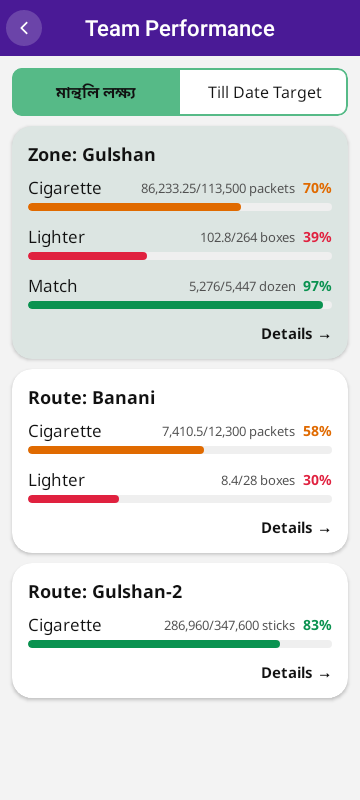 Team Performance
মান্থলি লক্ষ্য
Till Date Target
Zone: Gulshan
Cigarette 86,233.25/113,500 packets 70%
Lighter 102.8/264 boxes 39%
Match 5,276/5,447 dozen 97%
Details →
Route: Banani
Cigarette 7,410.5/12,300 packets 58%
Lighter 8.4/28 boxes 30%
Details →
Route: Gulshan-2
Cigarette 286,960/347,600 sticks 83%
Details →